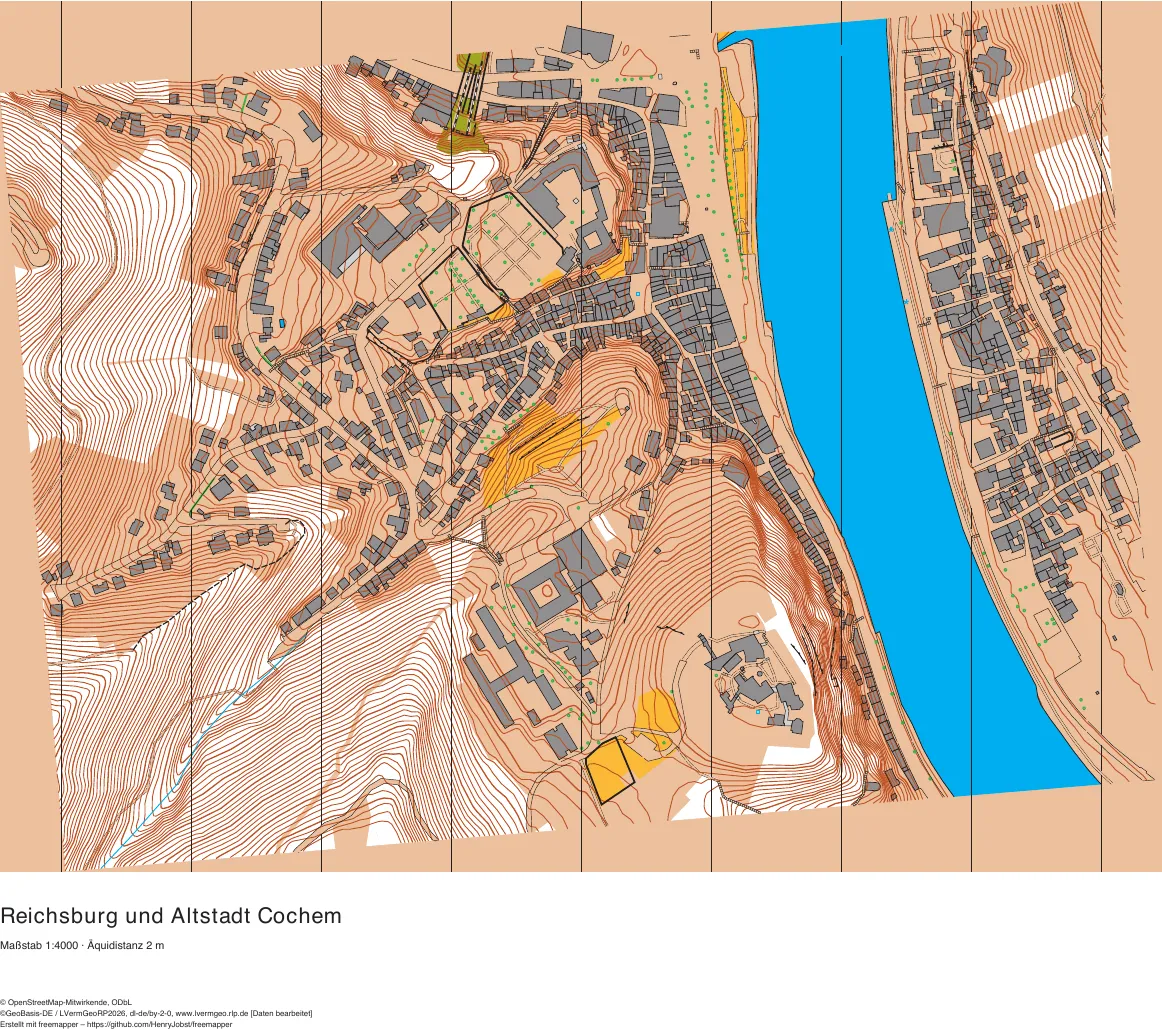 Reichsburg und Altstadt Cochem
Maßstab 1:4000 · Äquidistanz 2 m
© OpenStreetMap-Mitwirkende, ODbL
©GeoBasis-DE / LVermGeoRP2026, dl-de/by-2-0, www.lvermgeo.rlp.de [Daten bearbeitet]
Erstellt mit freemapper – https://github.com/HenryJobst/freemapper